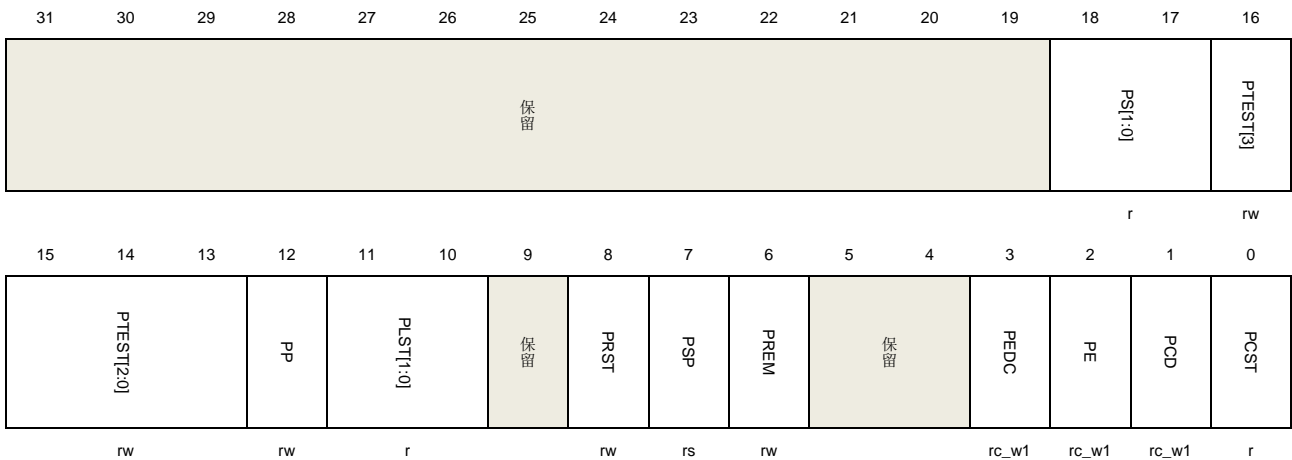 31 30 29 28 27 26 25 24 23 22 21 20 19 18 17 16
保留 PS[1:0] PTEST[3]
r rw
15 14 13 12 11 10 9 8 7 6 5 4 3 2 1 0
PTEST[2:0] PP PLST[1:0] 保留 PRST PSP PREM 保留 PEDC PE PCD PCST
rw rw r rw rs rw rc_w1 rc_w1 rc_w1 r